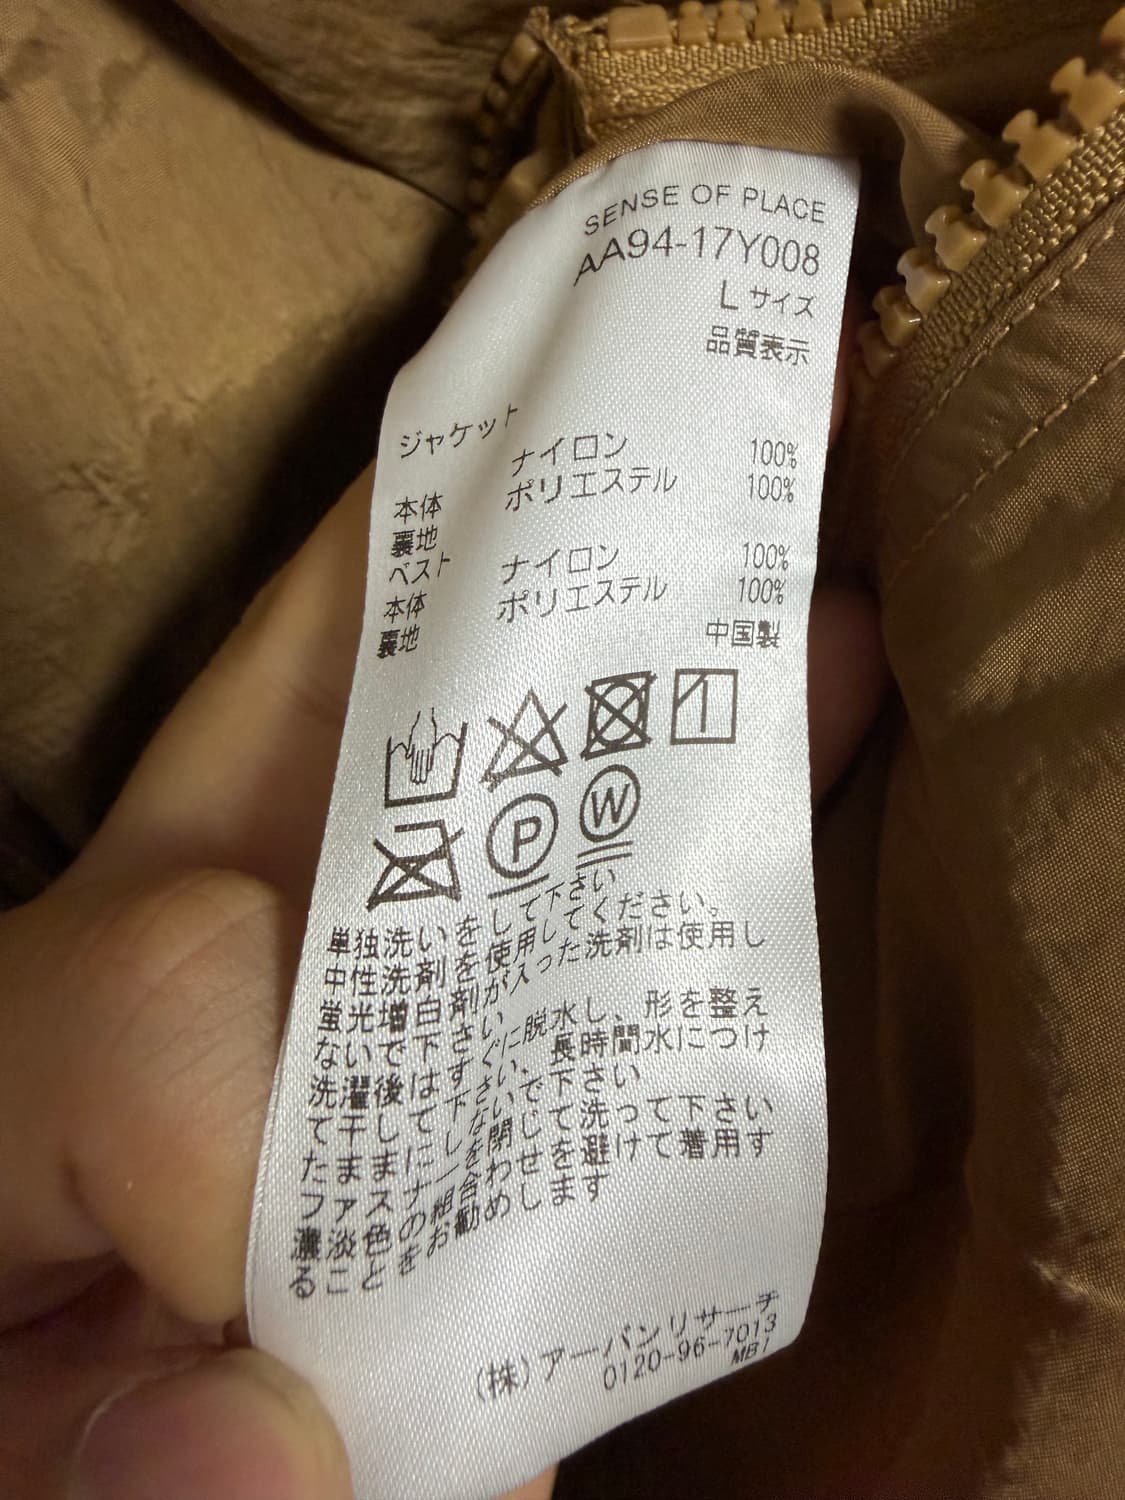 SENSE OF PLACE
AA94-17Y008
L サイズ
品質表示
ジャケット
本体 ナイロン 100%
裏地 ポリエステル 100%
ベスト
本体 ナイロン 100%
裏地 ポリエステル 100%
中国製
P
W
単独洗いをして下さい
中性洗剤を使用してください。
蛍光増白剤が入った洗剤は使用し
ないで下さい
洗濯後はすぐに脱水し、形を整え
て干して下さい、長時間水につけ
たままにしないで下さい
ファスナーを閉じて洗って下さい
濃淡色の組合わせを避けて着用す
ることをお勧めします
(株)アーバンリサーチ
0120-96-7013
MB1